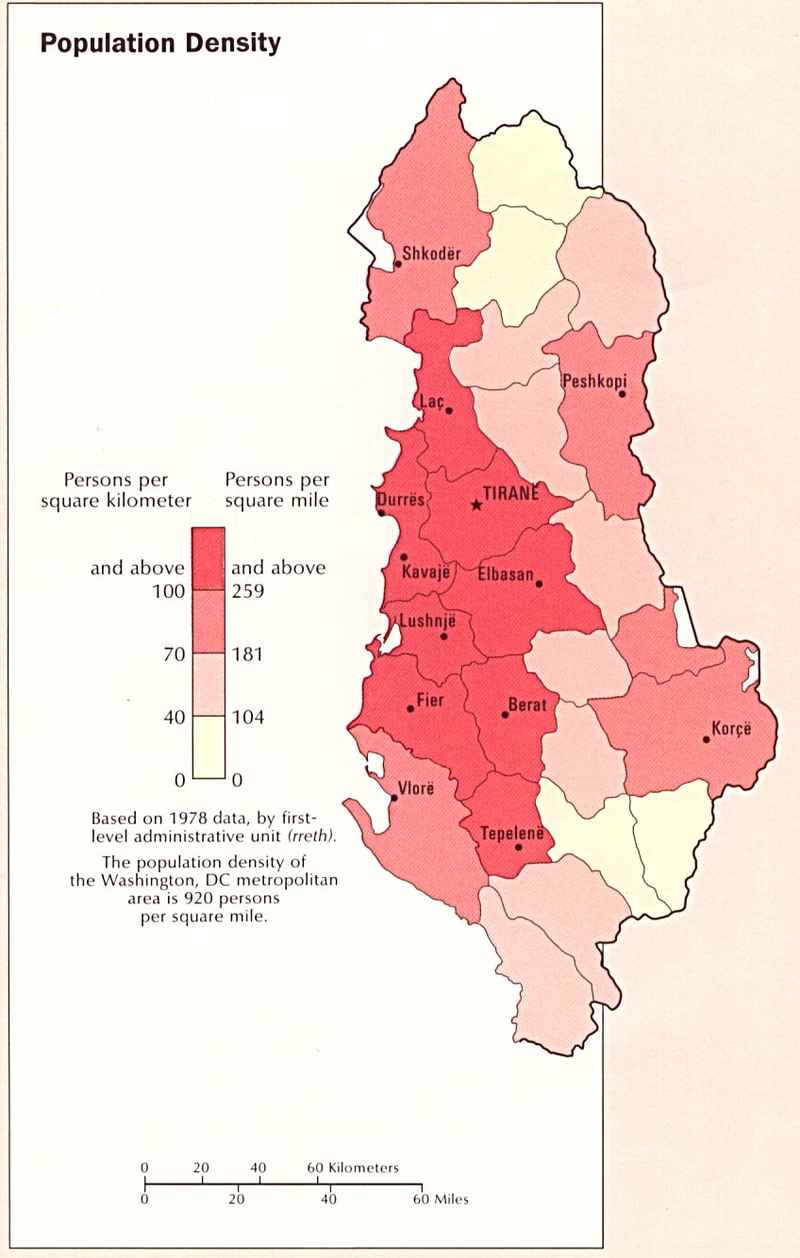 Population Density
Shkodër
Peshkopi
Laç
Durrës
TIRANË
Kavajë
Elbasan
Lushnjë
Fier
Berat
Korçë
Vlorë
Tepelenë
Persons per
square kilometer
Persons per
square mile
and above
and above
100
259
70
181
40
104
0
0
Based on 1978 data, by first-
level administrative unit (rreth).
The population density of
the Washington, DC metropolitan
area is 920 persons
per square mile.
0 20 40 60 Kilometers
0 20 40 60 Miles